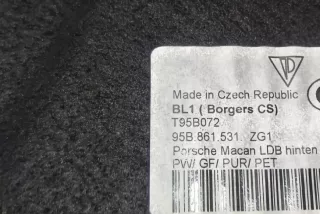 Made in Czech Republic
BL1 ( Borgers CS)
T95B072
95B.861.531. ZG1
Porsche Macan LDB hinten
PW/ GF/ PUR/ PET